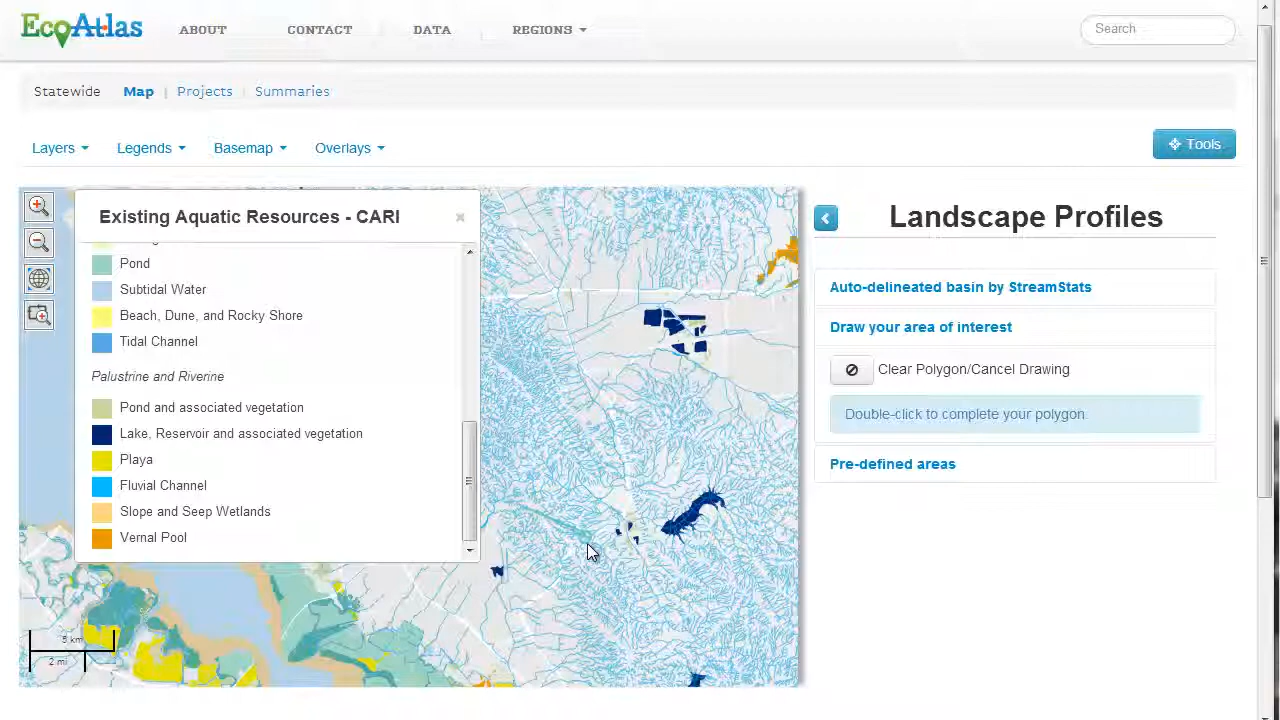 EcoAtlas
ABOUT CONTACT DATA REGIONS
Search
Statewide Map | Projects | Summaries
Layers Legends Basemap Overlays
Tools
Existing Aquatic Resources - CARI ×
Pond
Subtidal Water
Beach, Dune, and Rocky Shore
Tidal Channel
Palustrine and Riverine
Pond and associated vegetation
Lake, Reservoir and associated vegetation
Playa
Fluvial Channel
Slope and Seep Wetlands
Vernal Pool
5 km
2 mi
Landscape Profiles
Auto-delineated basin by StreamStats
Draw your area of interest
Clear Polygon/Cancel Drawing
Double-click to complete your polygon.
Pre-defined areas